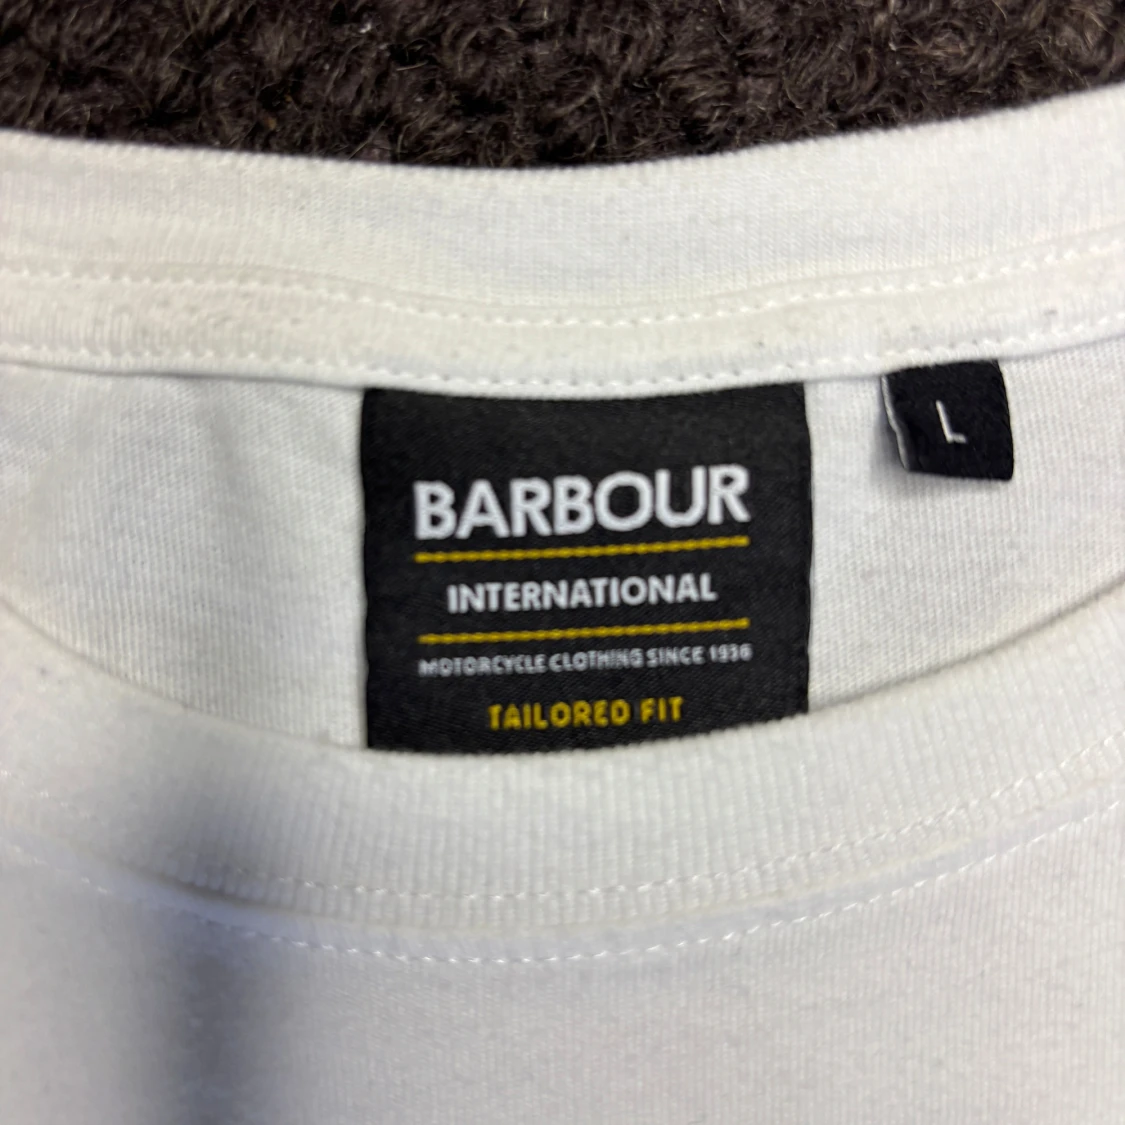 BARBOUR
INTERNATIONAL
MOTORCYCLE CLOTHING SINCE 1936
TAILORED FIT
L